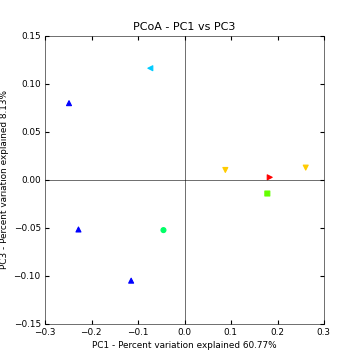 PCoA - PC1 vs PC3
0.15
0.10
0.05
0.00
−0.05
−0.10
−0.15
PC3 - Percent variation explained 8.13%
−0.3 −0.2 −0.1 0.0 0.1 0.2 0.3
PC1 - Percent variation explained 60.77%